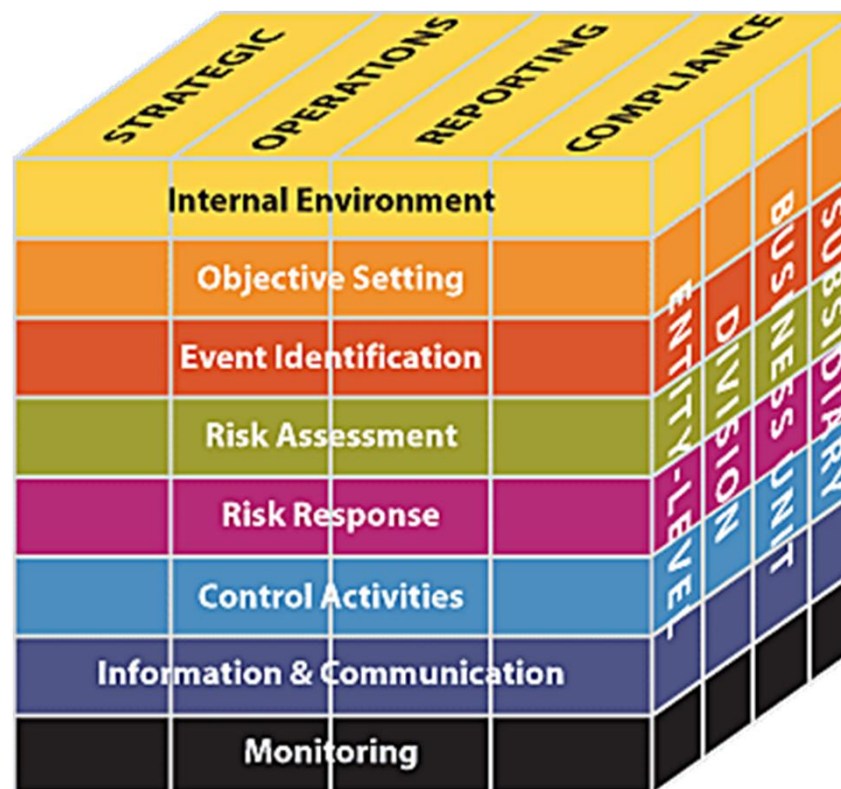 STRATEGIC
OPERATIONS
REPORTING
COMPLIANCE
Internal Environment
Objective Setting
Event Identification
Risk Assessment
Risk Response
Control Activities
Information & Communication
Monitoring
ENTITY-LEVEL
DIVISION
BUSINESS UNIT
SUBSIDIARY